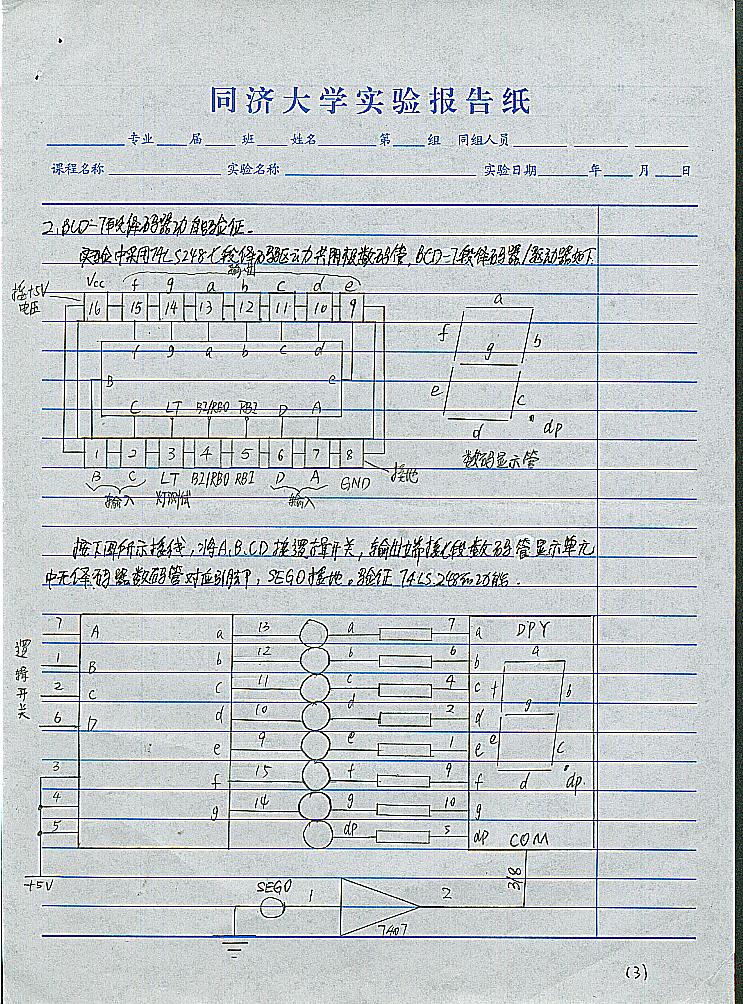 同济大学实验报告纸
专业 届 班 姓名 第 组 同组人员
课程名称 实验名称 实验日期 年 月 日
2.BCD-7段译码器功能验证.
实验中采用74LS248七段译码器驱动共阴极数码管,BCD-7段译码器/驱动器如下
输出
接+5V
电压
Vcc f g a b c d e
16 15 14 13 12 11 10 9
f g a b c d
B e
C LT BI/RBO RBI D A
1 2 3 4 5 6 7 8
B C LT BI/RBO RBI D A GND
输入 灯测试 输入
接地
a
f b
g
e c
d dp
数码显示管
按下图所示接线,将A.B.C.D接逻辑开关,输出端接七段数码管显示单元
中无译码器数码管对应引脚,SEG0接地。验证74LS248的功能.
逻辑开关
7 A a 13 a 7 a DPY
1 B b 12 b 6 b
2 C c 11 c 4 c
6 D d 10 d 2 d
e 9 e 1 e
3 f 15 f 9 f
4 g 14 g 10 g
5 dp 5 dp COM
a
f b
g
e c
d dp
+5V
SEG0 1 2 3/8
7407
(3)